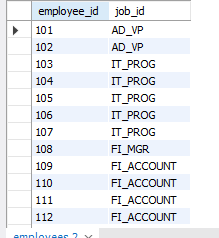 employee_id job_id
101 AD_VP
102 AD_VP
103 IT_PROG
104 IT_PROG
105 IT_PROG
106 IT_PROG
107 IT_PROG
108 FI_MGR
109 FI_ACCOUNT
110 FI_ACCOUNT
111 FI_ACCOUNT
112 FI_ACCOUNT
employees 2